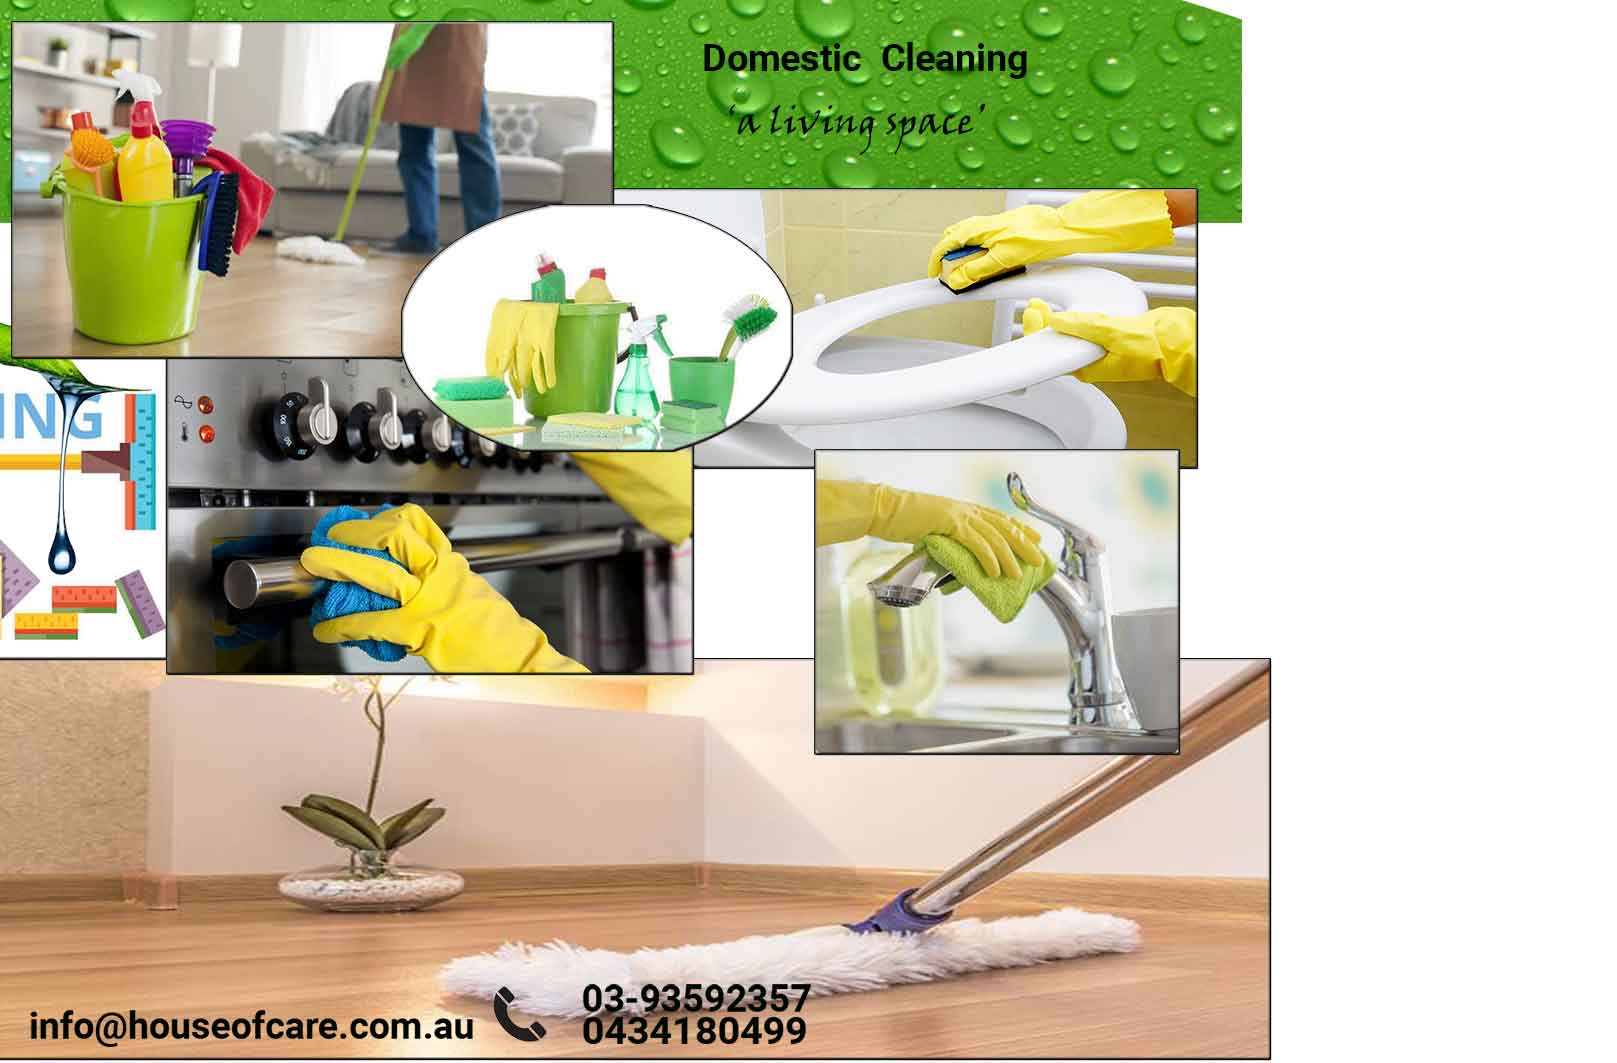 Domestic Cleaning
‘a living space’
ING
info@houseofcare.com.au
03-93592357
0434180499